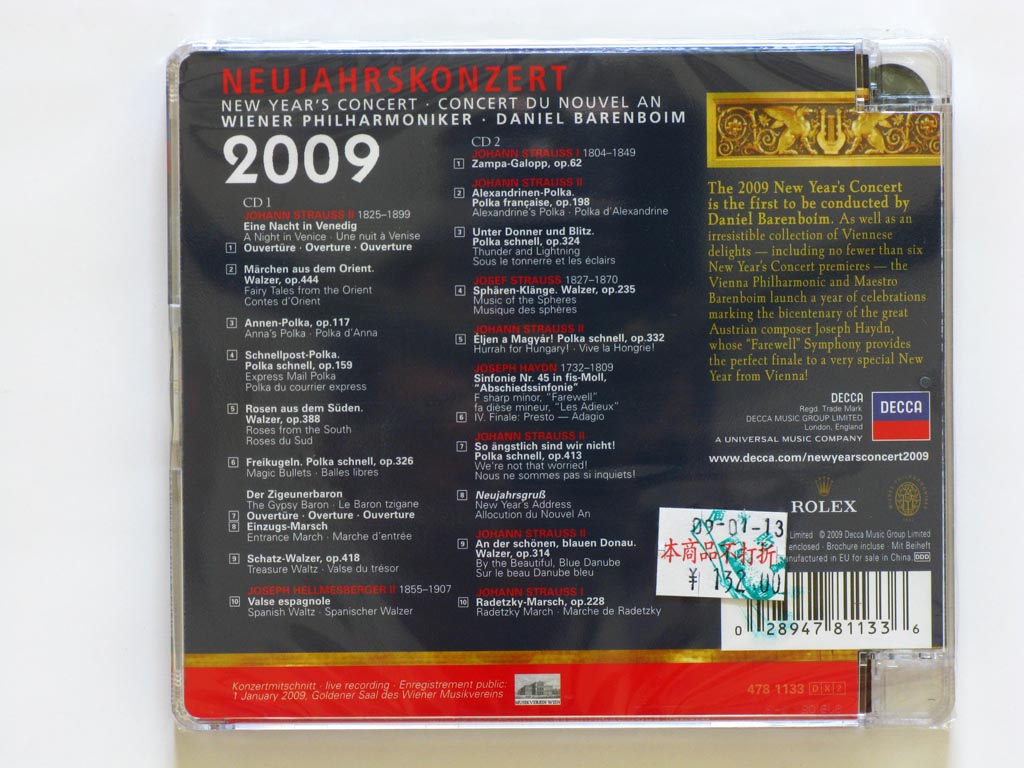 NEUJAHRSKONZERT
NEW YEAR'S CONCERT · CONCERT DU NOUVEL AN
WIENER PHILHARMONIKER · DANIEL BARENBOIM
2009
CD 1
JOHANN STRAUSS II 1825–1899
Eine Nacht in Venedig
A Night in Venice · Une nuit à Venise
1 Ouvertüre · Overture · Ouverture
2 Märchen aus dem Orient.
Walzer, op.444
Fairy Tales from the Orient
Contes d'Orient
3 Annen-Polka, op.117
Anna's Polka · Polka d'Anna
4 Schnellpost-Polka.
Polka schnell, op.159
Express Mail Polka
Polka du courrier express
5 Rosen aus dem Süden.
Walzer, op.388
Roses from the South
Roses du Sud
6 Freikugeln. Polka schnell, op.326
Magic Bullets · Balles libres
Der Zigeunerbaron
The Gypsy Baron · Le Baron tzigane
7 Ouvertüre · Overture · Ouverture
8 Einzugs-Marsch
Entrance March · Marche d'entrée
9 Schatz-Walzer, op.418
Treasure Waltz · Valse du trésor
JOSEPH HELLMESBERGER II 1855–1907
10 Valse espagnole
Spanish Waltz · Spanischer Walzer
CD 2
JOHANN STRAUSS I 1804–1849
1 Zampa-Galopp, op.62
JOHANN STRAUSS II
2 Alexandrinen-Polka.
Polka française, op.198
Alexandrine's Polka · Polka d'Alexandrine
3 Unter Donner und Blitz.
Polka schnell, op.324
Thunder and Lightning
Sous le tonnerre et les éclairs
JOSEF STRAUSS 1827–1870
4 Sphären-Klänge. Walzer, op.235
Music of the Spheres
Musique des sphères
JOHANN STRAUSS II
5 Éljen a Magyár! Polka schnell, op.332
Hurrah for Hungary! · Vive la Hongrie!
JOSEPH HAYDN 1732–1809
Sinfonie Nr. 45 in fis-Moll,
"Abschiedssinfonie"
F sharp minor, "Farewell"
fa dièse mineur, "Les Adieux"
6 IV. Finale: Presto — Adagio
JOHANN STRAUSS II
7 So ängstlich sind wir nicht!
Polka schnell, op.413
We're not that worried!
Nous ne sommes pas si inquiets!
8 Neujahrsgruß
New Year's Address
Allocution du Nouvel An
JOHANN STRAUSS II
9 An der schönen, blauen Donau.
Walzer, op.314
By the Beautiful, Blue Danube
Sur le beau Danube bleu
JOHANN STRAUSS I
10 Radetzky-Marsch, op.228
Radetzky March · Marche de Radetzky
The 2009 New Year's Concert
is the first to be conducted by
Daniel Barenboim. As well as an
irresistible collection of Viennese
delights — including no fewer than six
New Year's Concert premieres — the
Vienna Philharmonic and Maestro
Barenboim launch a year of celebrations
marking the bicentenary of the great
Austrian composer Joseph Haydn,
whose "Farewell" Symphony provides
the perfect finale to a very special New
Year from Vienna!
DECCA
Regd. Trade Mark
DECCA MUSIC GROUP LIMITED
London, England
A UNIVERSAL MUSIC COMPANY
DECCA
www.decca.com/newyearsconcert2009
ROLEX
Limited © 2009 Decca Music Group Limited
enclosed · Brochure incluse · Mit Beiheft
in EU for sale in China. DDD
09-01-13
本商品不打折
¥ 132.00
0 28947 81133 6
Konzertmitschnitt · live recording · Enregistrement public:
1 January 2009, Goldener Saal des Wiener Musikvereins
MUSIKVEREIN WIEN
478 1133 DX2